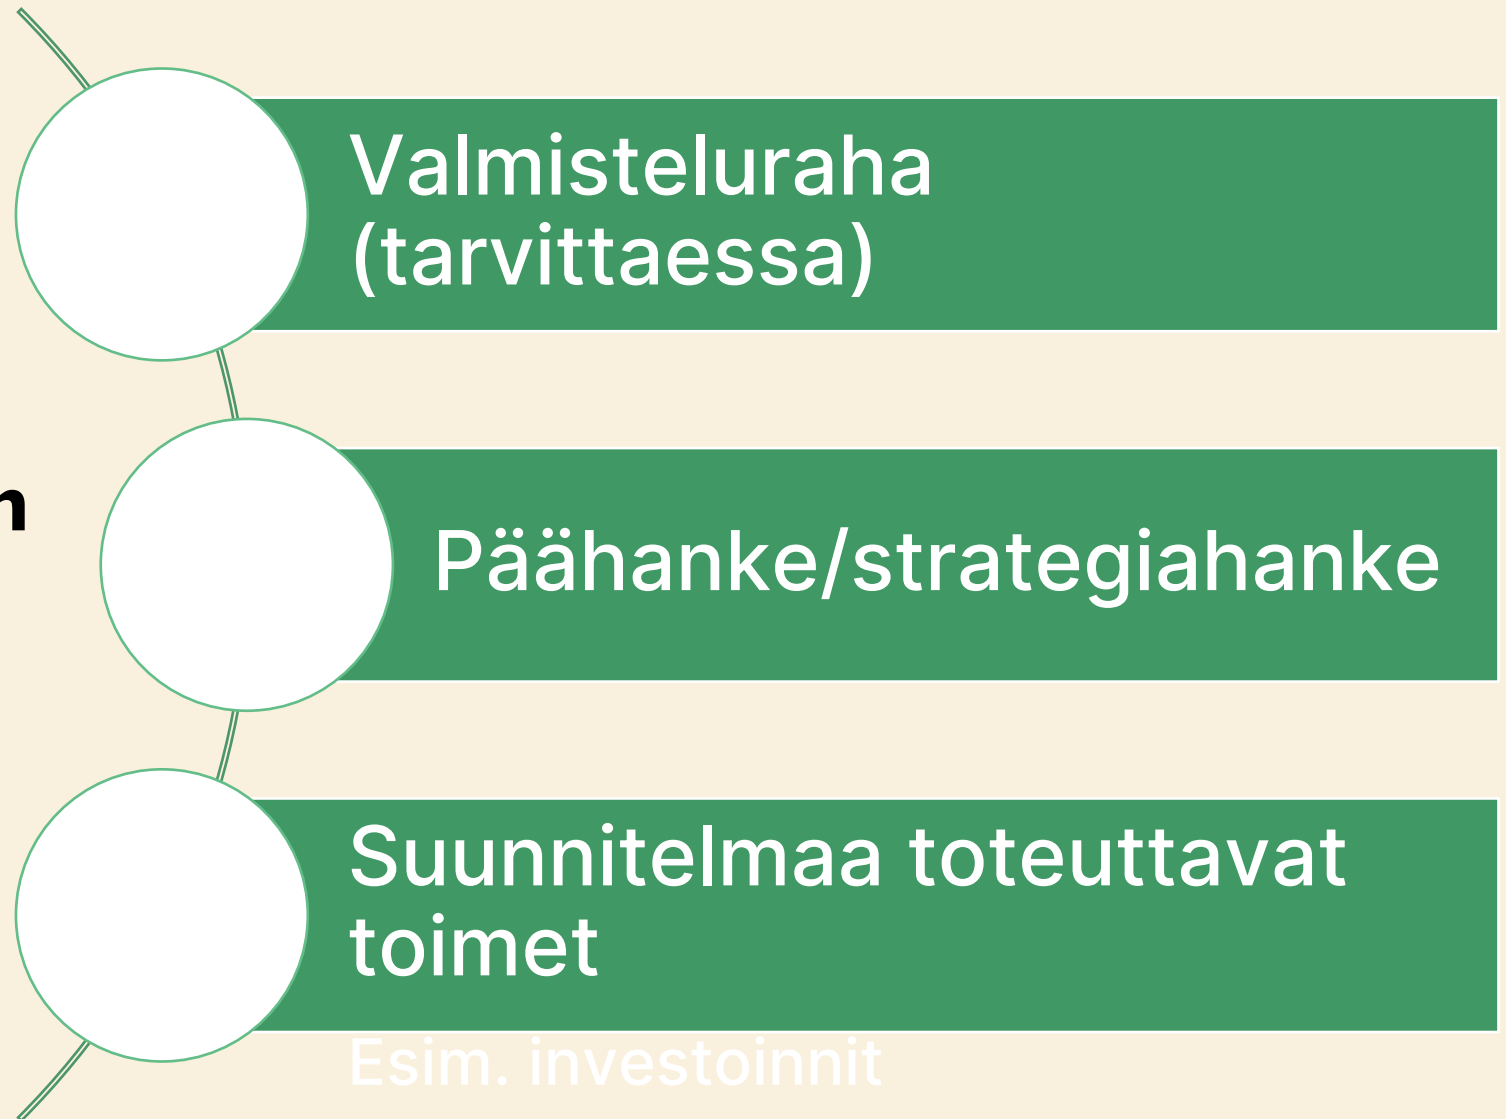 Valmisteluraha
(tarvittaessa)
n
Päähanke/strategiahanke
Suunnitelmaa toteuttavat
toimet
Esim. investoinnit